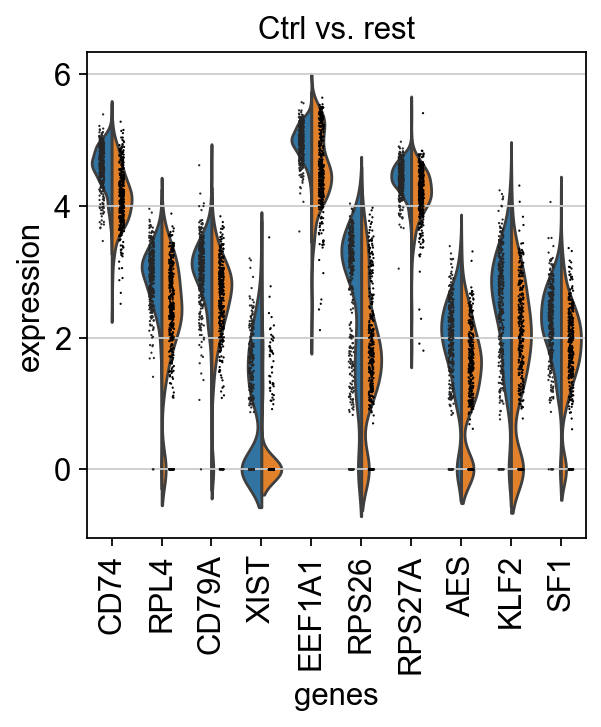 Ctrl vs. rest
6
4
2
0
expression
CD74
RPL4
CD79A
XIST
EEF1A1
RPS26
RPS27A
AES
KLF2
SF1
genes